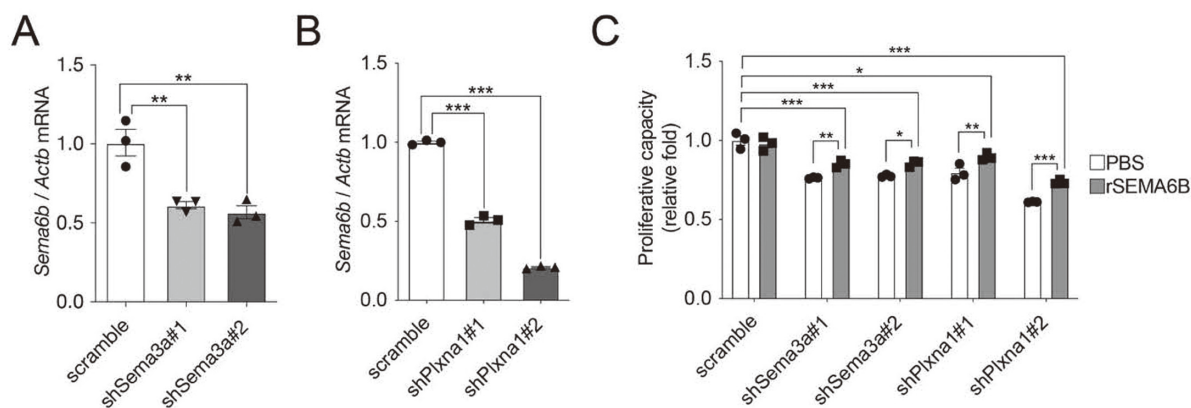 A
Sema6b / Actb mRNA
1.5
1.0
0.5
0.0
**
**
scramble
shSema3a#1
shSema3a#2
B
Sema6b / Actb mRNA
1.5
1.0
0.5
0.0
***
***
scramble
shPlxna1#1
shPlxna1#2
C
Proliferative capacity
(relative fold)
1.5
1.0
0.5
0.0
***
*
***
***
**
*
**
***
scramble
shSema3a#1
shSema3a#2
shPlxna1#1
shPlxna1#2
PBS
rSEMA6B